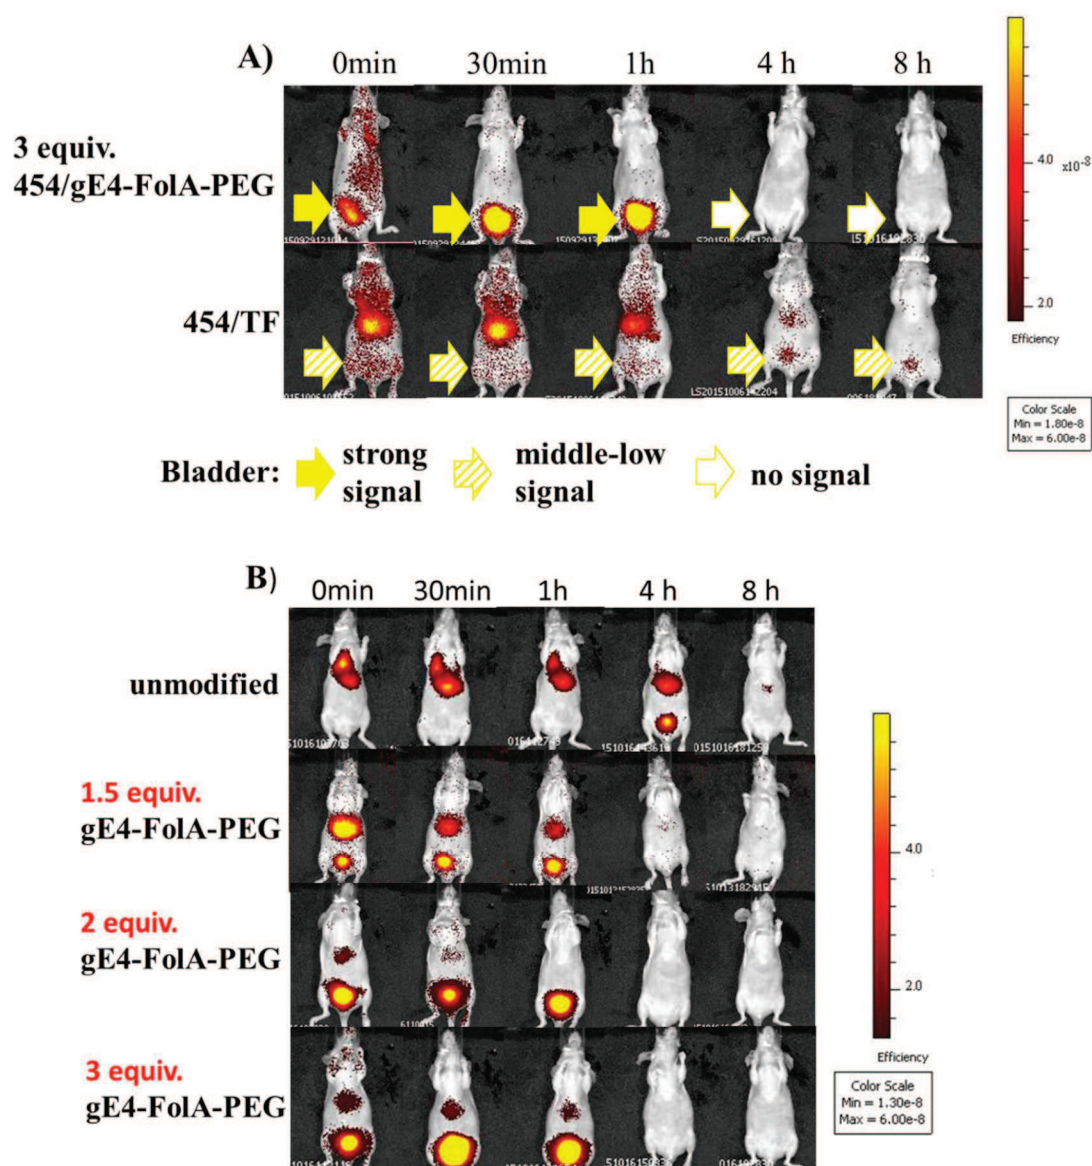 A)
0min 30min 1h 4 h 8 h
3 equiv.
454/gE4-FolA-PEG
454/TF
4.0 x10⁻⁸
2.0
Efficiency
Color Scale
Min = 1.80e-8
Max = 6.00e-8
LS20151006142204
Bladder: strong signal middle-low signal no signal
B)
0min 30min 1h 4 h 8 h
unmodified
1.5 equiv.
gE4-FolA-PEG
2 equiv.
gE4-FolA-PEG
3 equiv.
gE4-FolA-PEG
4.0
2.0
Efficiency
Color Scale
Min = 1.30e-8
Max = 6.00e-8